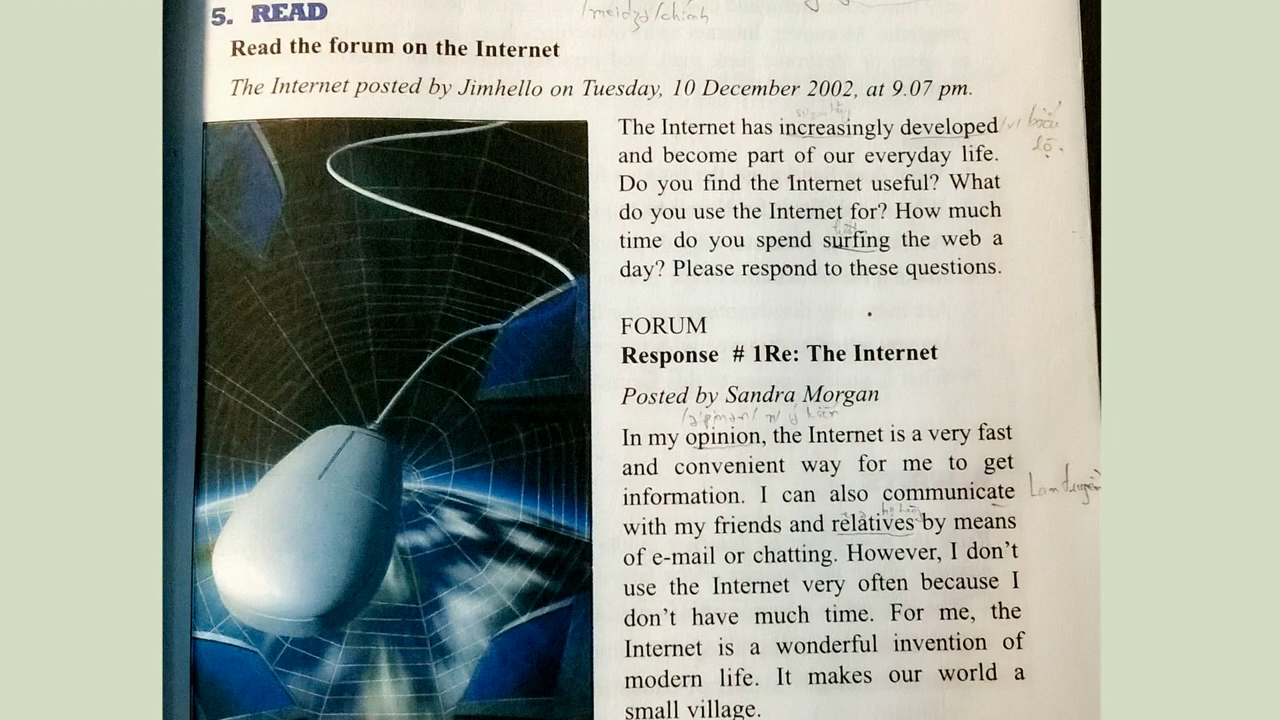 /meidzə/chính
5. READ
Read the forum on the Internet
The Internet posted by Jimhello on Tuesday, 10 December 2002, at 9.07 pm.
The Internet has increasingly developed
and become part of our everyday life.
Do you find the Internet useful? What
do you use the Internet for? How much
time do you spend surfing the web a
day? Please respond to these questions.
FORUM
Response # 1Re: The Internet
Posted by Sandra Morgan
In my opinion, the Internet is a very fast
and convenient way for me to get
information. I can also communicate
with my friends and relatives by means
of e-mail or chatting. However, I don't
use the Internet very often because I
don't have much time. For me, the
Internet is a wonderful invention of
modern life. It makes our world a
small village.